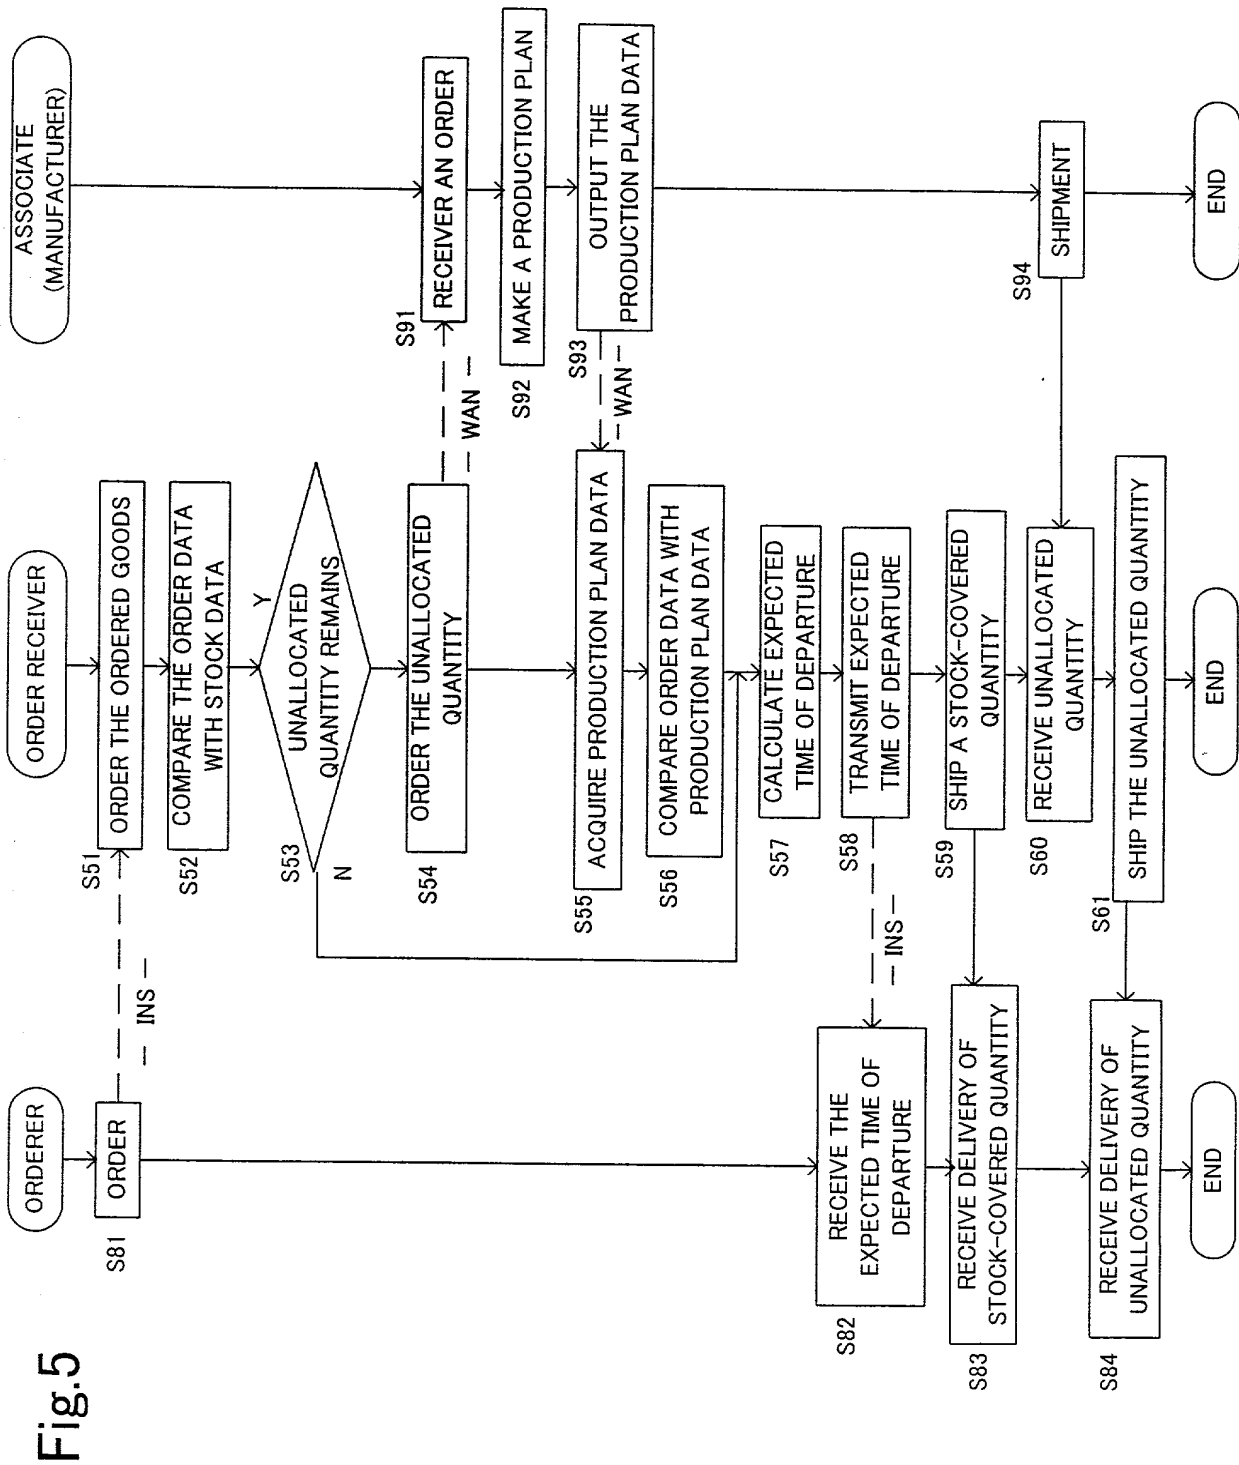 Fig.5
ORDERER
S81
ORDER
— INS —
S82
RECEIVE THE
EXPECTED TIME OF
DEPARTURE
S83
RECEIVE DELIVERY OF
STOCK-COVERED QUANTITY
S84
RECEIVE DELIVERY OF
UNALLOCATED QUANTITY
END
ORDER RECEIVER
S51
ORDER THE ORDERED GOODS
S52
COMPARE THE ORDER DATA
WITH STOCK DATA
S53
UNALLOCATED
QUANTITY REMAINS
Y
N
S54
ORDER THE UNALLOCATED
QUANTITY
— WAN —
S55
ACQUIRE PRODUCTION PLAN DATA
— WAN —
S56
COMPARE ORDER DATA WITH
PRODUCTION PLAN DATA
S57
CALCULATE EXPECTED
TIME OF DEPARTURE
S58
TRANSMIT EXPECTED
TIME OF DEPARTURE
— INS —
S59
SHIP A STOCK-COVERED
QUANTITY
S60
RECEIVE UNALLOCATED
QUANTITY
S61
SHIP THE UNALLOCATED QUANTITY
END
ASSOCIATE
(MANUFACTURER)
S91
RECEIVER AN ORDER
S92
MAKE A PRODUCTION PLAN
S93
OUTPUT THE
PRODUCTION PLAN DATA
S94
SHIPMENT
END